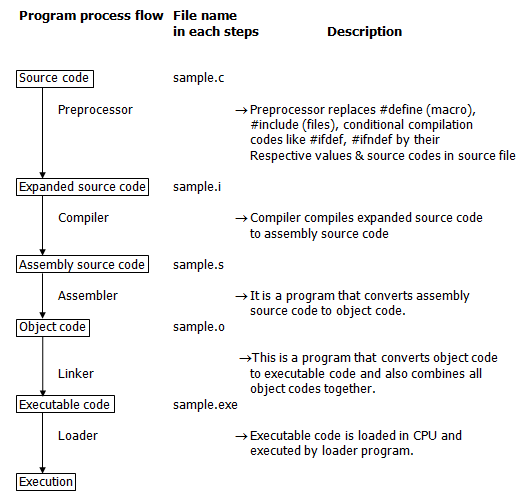 Program process flow File name in each steps Description
Source code sample.c
Preprocessor → Preprocessor replaces #define (macro),
#include (files), conditional compilation
codes like #ifdef, #ifndef by their
Respective values & source codes in source file
Expanded source code sample.i
Compiler → Compiler compiles expanded source code
to assembly source code
Assembly source code sample.s
Assembler → It is a program that converts assembly
source code to object code.
Object code sample.o
→This is a program that converts object code
Linker to executable code and also combines all
object codes together.
Executable code sample.exe
Loader → Executable code is loaded in CPU and
executed by loader program.
Execution